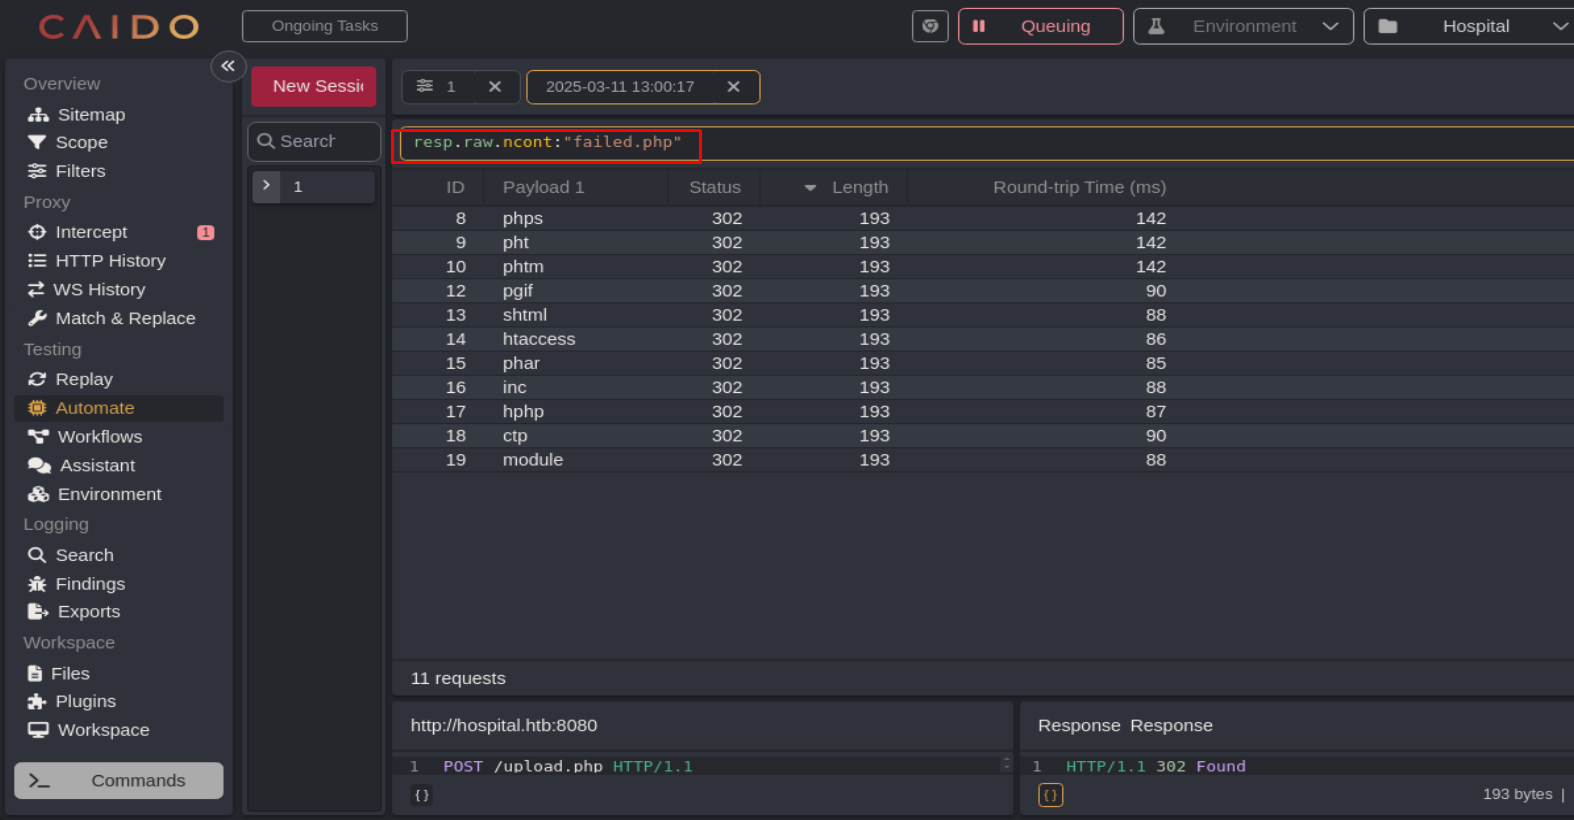 CAIDO
Ongoing Tasks
Queuing
Environment
Hospital
Overview
Sitemap
Scope
Filters
Proxy
Intercept 1
HTTP History
WS History
Match & Replace
Testing
Replay
Automate
Workflows
Assistant
Environment
Logging
Search
Findings
Exports
Workspace
Files
Plugins
Workspace
Commands
New Sessi
Search
1
1
2025-03-11 13:00:17
resp.raw.ncont:"failed.php"
ID Payload 1 Status Length Round-trip Time (ms)
8 phps 302 193 142
9 pht 302 193 142
10 phtm 302 193 142
12 pgif 302 193 90
13 shtml 302 193 88
14 htaccess 302 193 86
15 phar 302 193 85
16 inc 302 193 88
17 hphp 302 193 87
18 ctp 302 193 90
19 module 302 193 88
11 requests
http://hospital.htb:8080
1 POST /upload.php HTTP/1.1
{}
Response Response
1 HTTP/1.1 302 Found
{}
193 bytes |